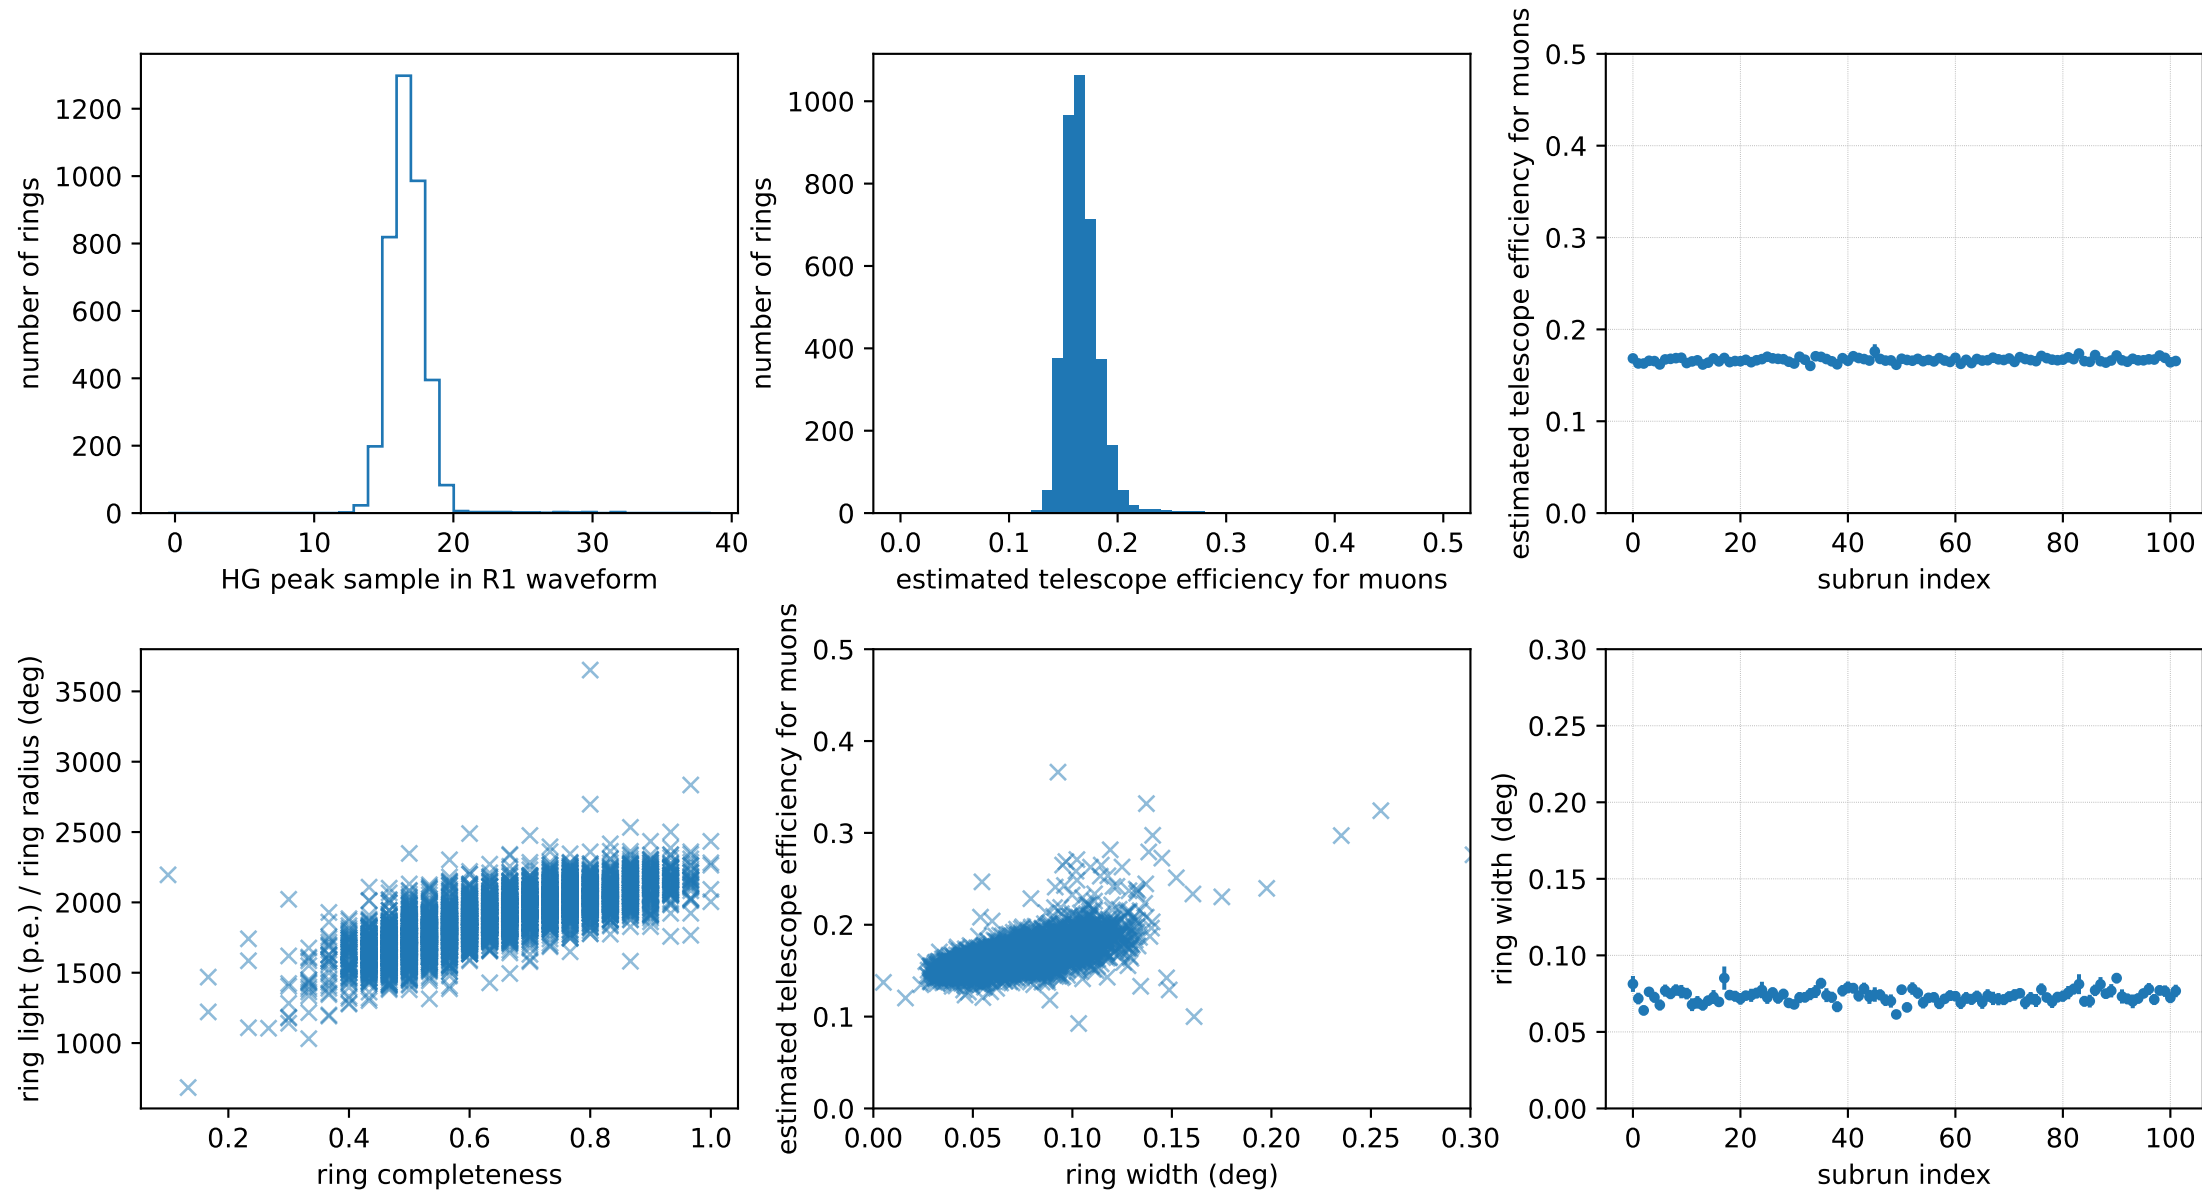 number of rings
1200
1000
800
600
400
200
0
0 10 20 30 40
HG peak sample in R1 waveform
number of rings
1000
800
600
400
200
0
0.0 0.1 0.2 0.3 0.4 0.5
estimated telescope efficiency for muons
estimated telescope efficiency for muons
0.5
0.4
0.3
0.2
0.1
0.0
0 20 40 60 80 100
subrun index
ring light (p.e.) / ring radius (deg)
3500
3000
2500
2000
1500
1000
0.2 0.4 0.6 0.8 1.0
ring completeness
estimated telescope efficiency for muons
0.5
0.4
0.3
0.2
0.1
0.0
0.00 0.05 0.10 0.15 0.20 0.25 0.30
ring width (deg)
ring width (deg)
0.30
0.25
0.20
0.15
0.10
0.05
0.00
0 20 40 60 80 100
subrun index